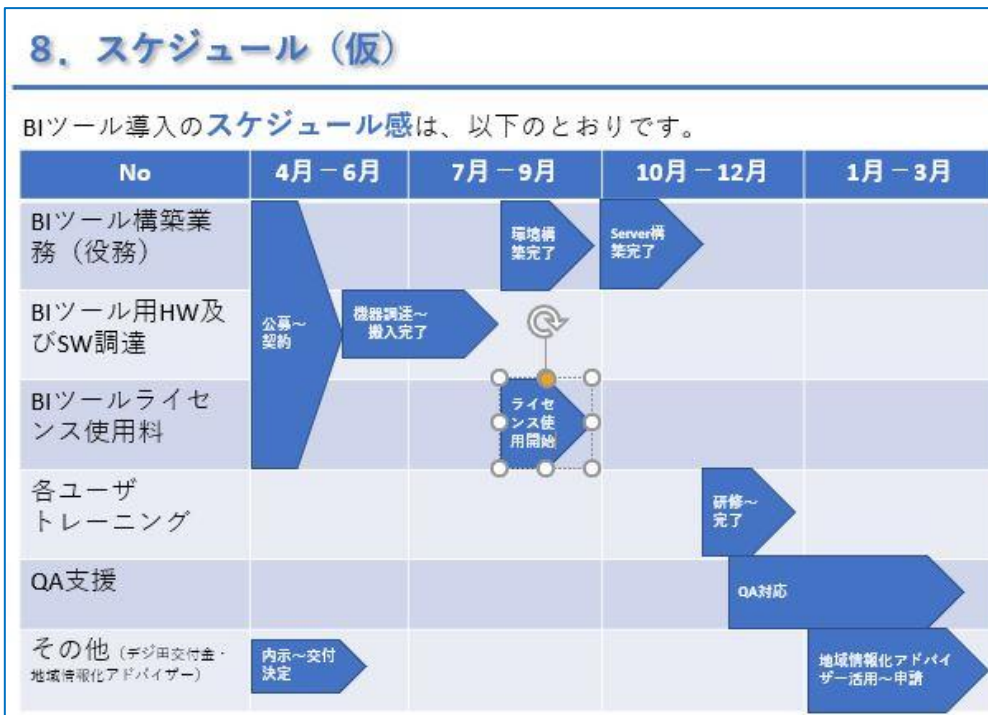 ８．スケジュール（仮）
BIツール導入のスケジュール感は、以下のとおりです。
No
4月－6月
7月－9月
10月－12月
1月－3月
BIツール構築業
務（役務）
環境構
築完了
Server構
築完了
BIツール用HW及
びSW調達
公募～
契約
機器調達～
搬入完了
BIツールライセ
ンス使用料
ライセ
ンス使
用開始
各ユーザ
トレーニング
研修～
完了
QA支援
QA対応
その他（デジ田交付金・
地域情報化アドバイザー）
内示～交付
決定
地域情報化アドバイ
ザー活用～申請